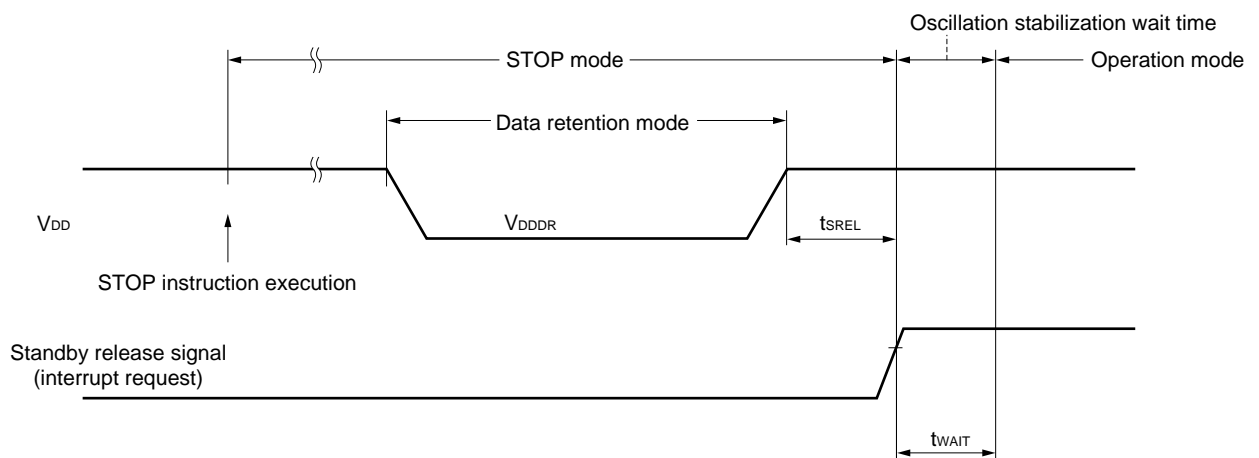 Oscillation stabilization wait time
STOP mode
Operation mode
Data retention mode
VDD
VDDDR
tSREL
STOP instruction execution
Standby release signal
(interrupt request)
tWAIT